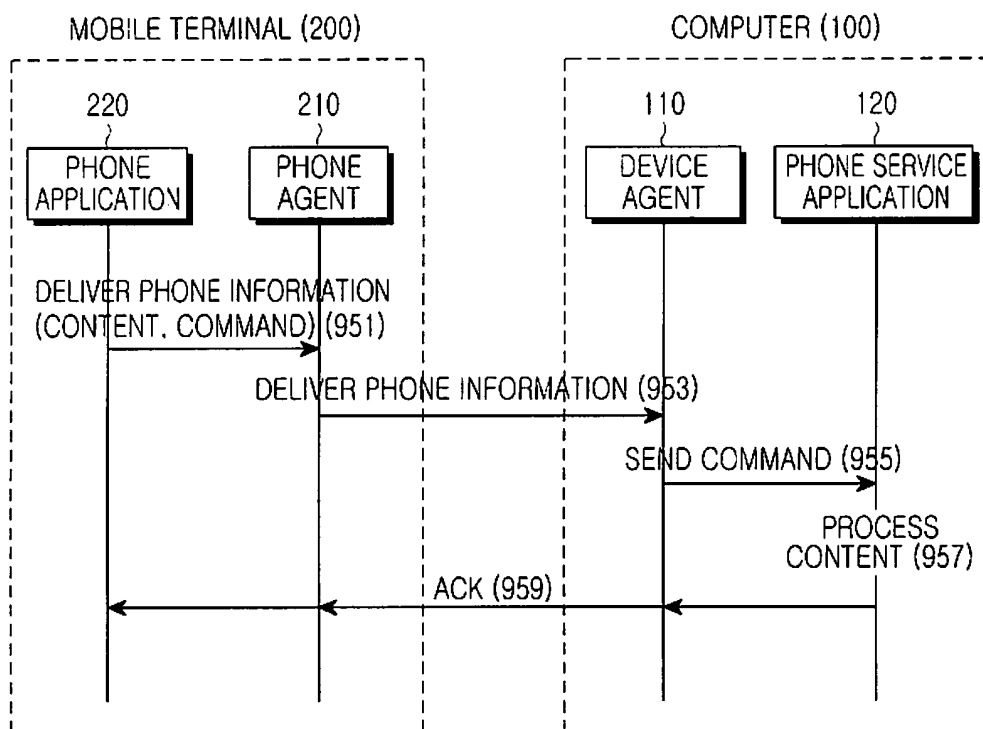 MOBILE TERMINAL (200)
COMPUTER (100)
220
210
110
120
PHONE
APPLICATION
PHONE
AGENT
DEVICE
AGENT
PHONE SERVICE
APPLICATION
DELIVER PHONE INFORMATION
(CONTENT, COMMAND) (951)
DELIVER PHONE INFORMATION (953)
SEND COMMAND (955)
PROCESS
CONTENT (957)
ACK (959)